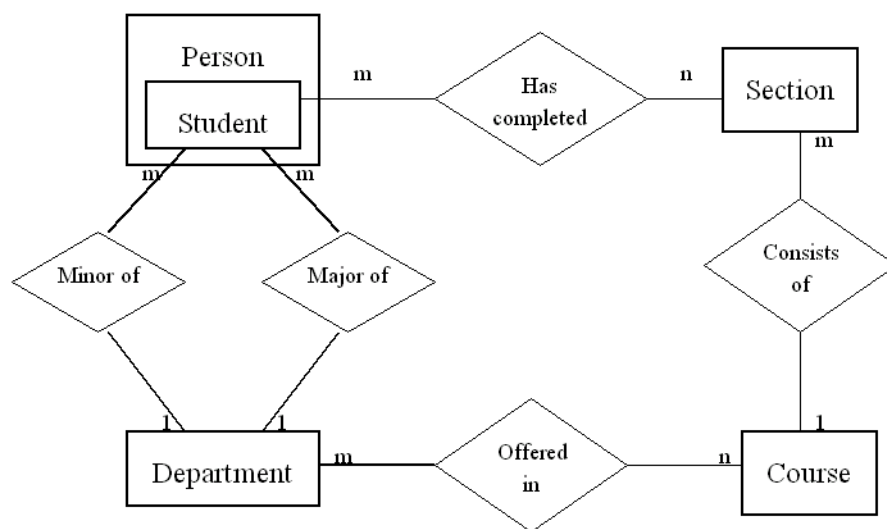 Person
Student
m
Has
completed
n
Section
m
m
m
Minor of
Major of
Consists
of
1
1
1
Department
m
Offered
in
n
Course